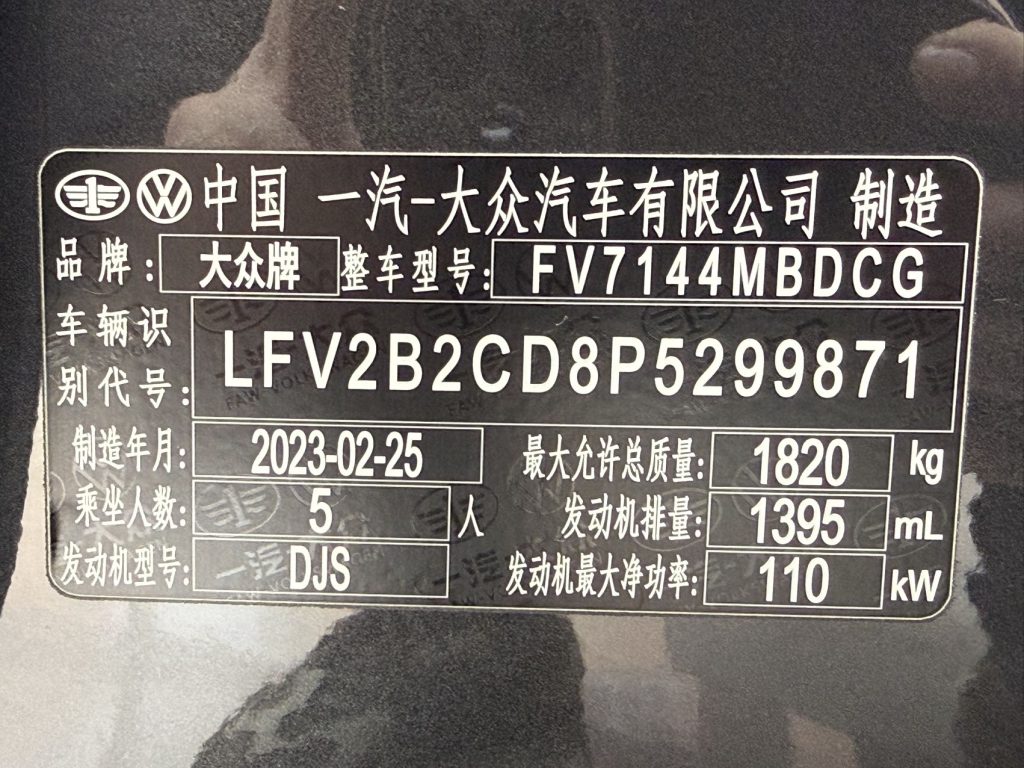 中国 一汽-大众汽车有限公司 制造
品牌: 大众牌 整车型号: FV7144MBDCG
车辆识别代号: LFV2B2CD8P5299871
制造年月: 2023-02-25 最大允许总质量: 1820 kg
乘坐人数: 5 人 发动机排量: 1395 mL
发动机型号: DJS 发动机最大净功率: 110 kW